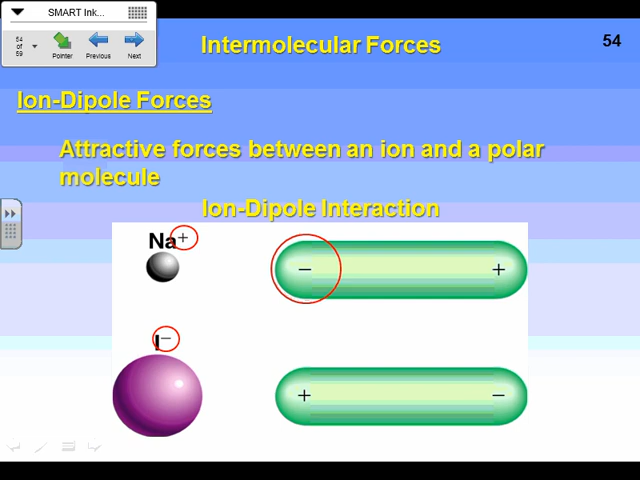 SMART Ink...
54
of
59
Pointer
Previous
Next
Intermolecular Forces
54
Ion-Dipole Forces
Attractive forces between an ion and a polar
molecule
Ion-Dipole Interaction
Na+
− +
I−
+ −